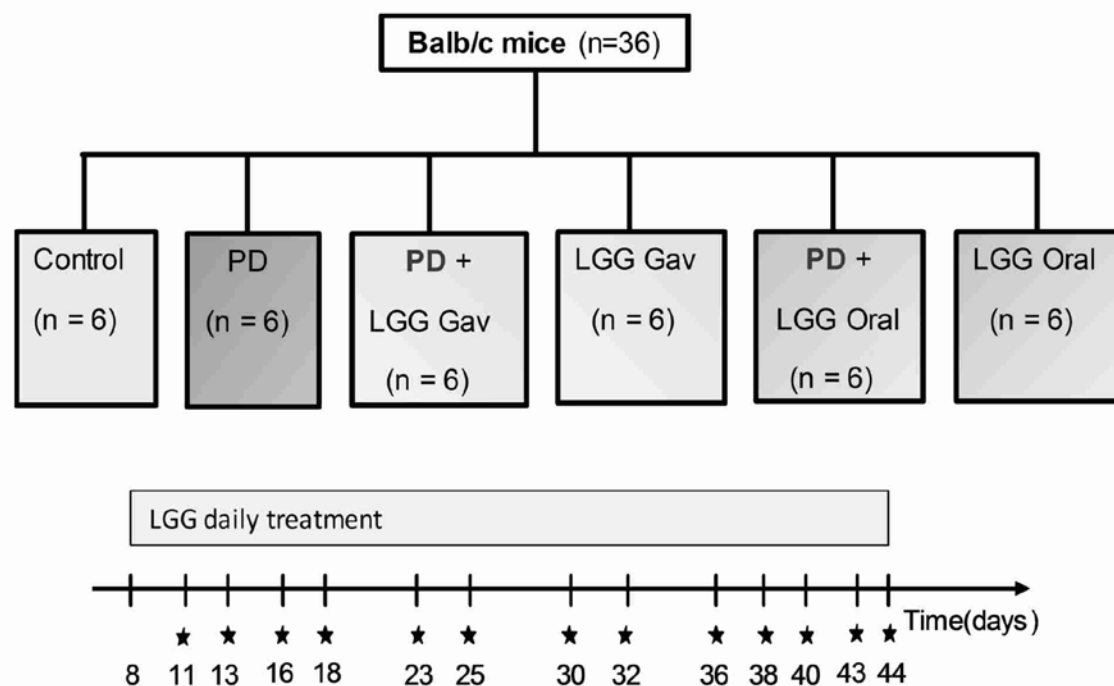 Balb/c mice (n=36)
Control
(n = 6)
PD
(n = 6)
PD +
LGG Gav
(n = 6)
LGG Gav
(n = 6)
PD +
LGG Oral
(n = 6)
LGG Oral
(n = 6)
LGG daily treatment
Time(days)
8 11 13 16 18 23 25 30 32 36 38 40 43 44